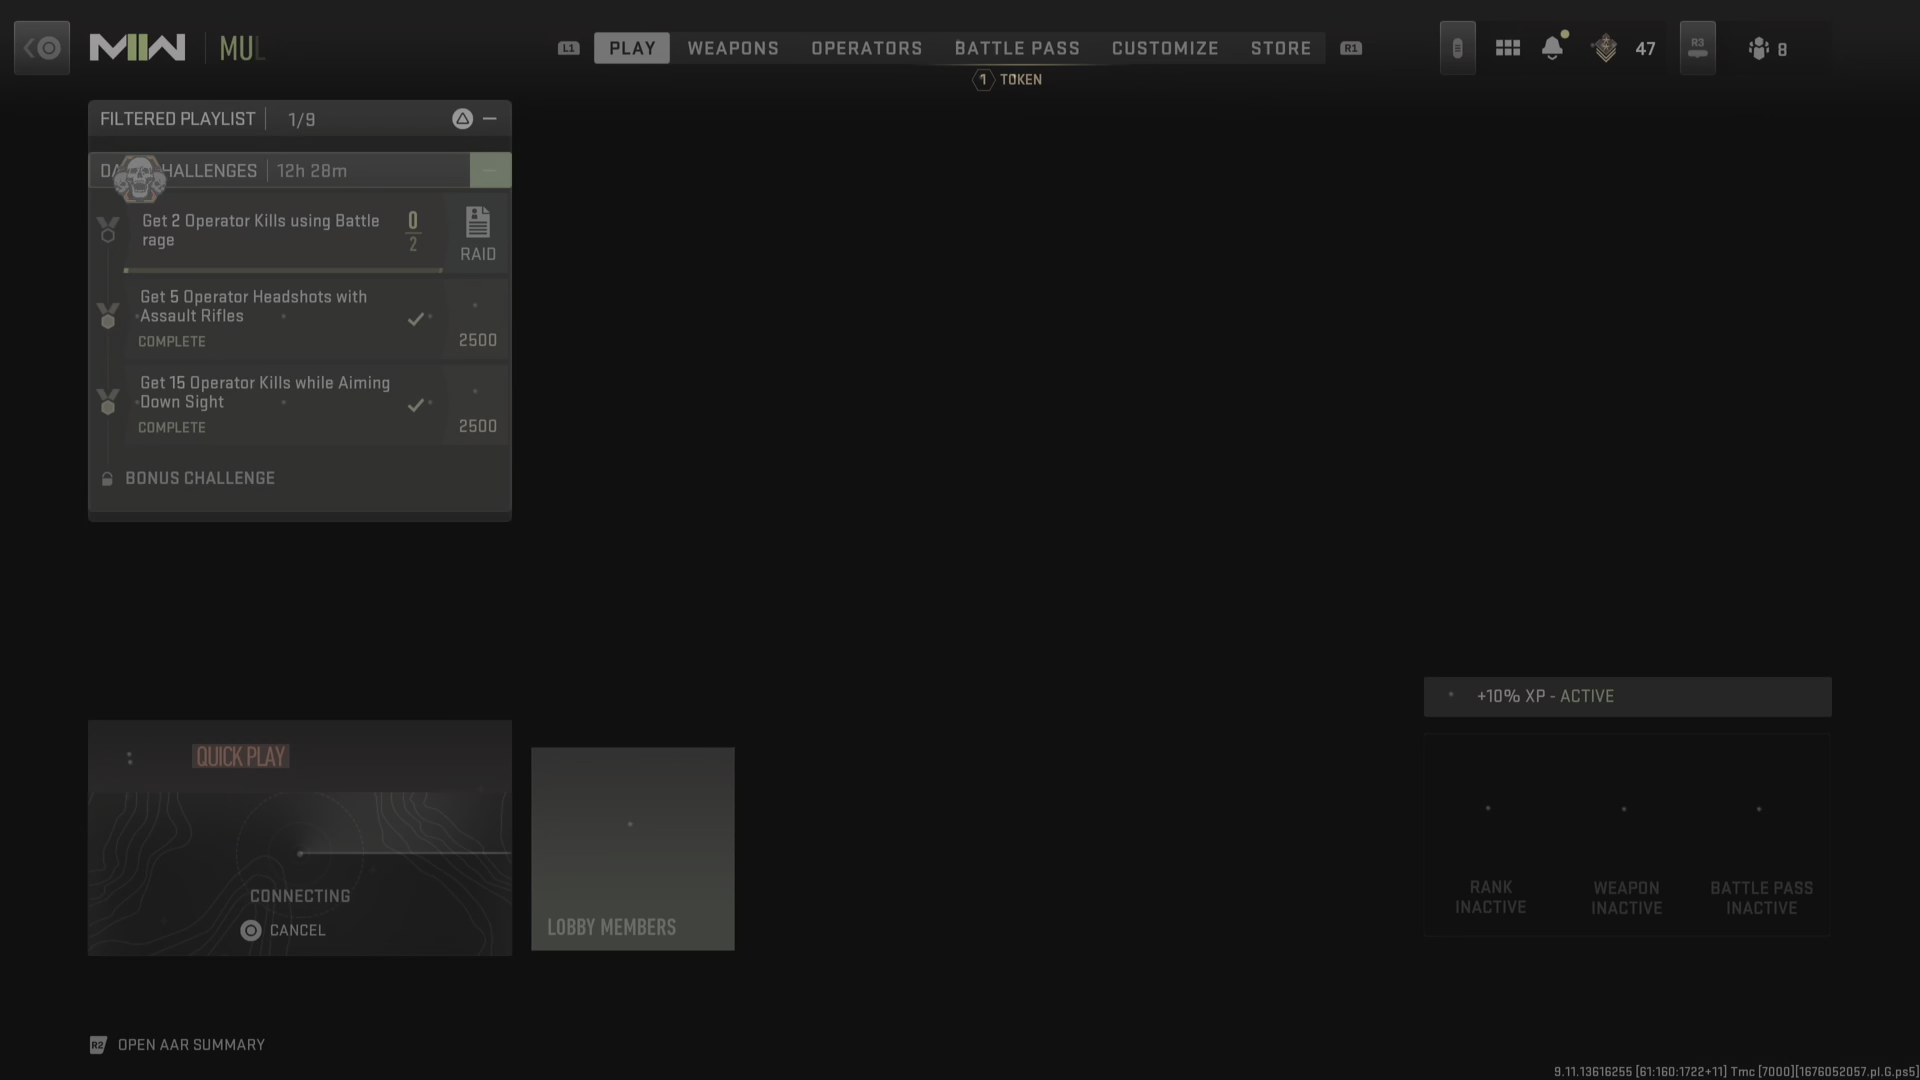 MW MUL
L1 PLAY WEAPONS OPERATORS BATTLE PASS CUSTOMIZE STORE R1
1 TOKEN
47 R3 8
FILTERED PLAYLIST 1/9
CHALLENGES 12h 28m
Get 2 Operator Kills using Battle
rage
0
2
RAID
Get 5 Operator Headshots with
Assault Rifles
COMPLETE
2500
Get 15 Operator Kills while Aiming
Down Sight
COMPLETE
2500
BONUS CHALLENGE
+10% XP - ACTIVE
QUICK PLAY
CONNECTING
CANCEL
LOBBY MEMBERS
RANK
INACTIVE
WEAPON
INACTIVE
BATTLE PASS
INACTIVE
R2 OPEN AAR SUMMARY
9.11.13616255 [61:160:1722+11] Tmc [7000][1676052057.pl.G.ps5]